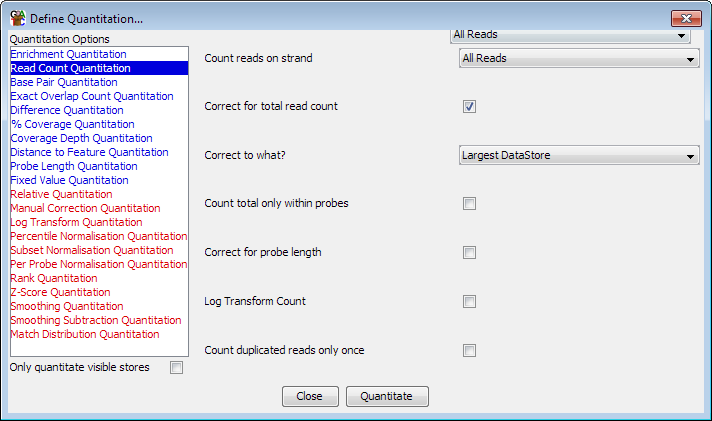 Define Quantitation...
Quantitation Options
Enrichment Quantitation
Read Count Quantitation
Base Pair Quantitation
Exact Overlap Count Quantitation
Difference Quantitation
% Coverage Quantitation
Coverage Depth Quantitation
Distance to Feature Quantitation
Probe Length Quantitation
Fixed Value Quantitation
Relative Quantitation
Manual Correction Quantitation
Log Transform Quantitation
Percentile Normalisation Quantitation
Subset Normalisation Quantitation
Per Probe Normalisation Quantitation
Rank Quantitation
Z-Score Quantitation
Smoothing Quantitation
Smoothing Subtraction Quantitation
Match Distribution Quantitation
Only quantitate visible stores
All Reads
Count reads on strand All Reads
Correct for total read count
Correct to what? Largest DataStore
Count total only within probes
Correct for probe length
Log Transform Count
Count duplicated reads only once
Close Quantitate